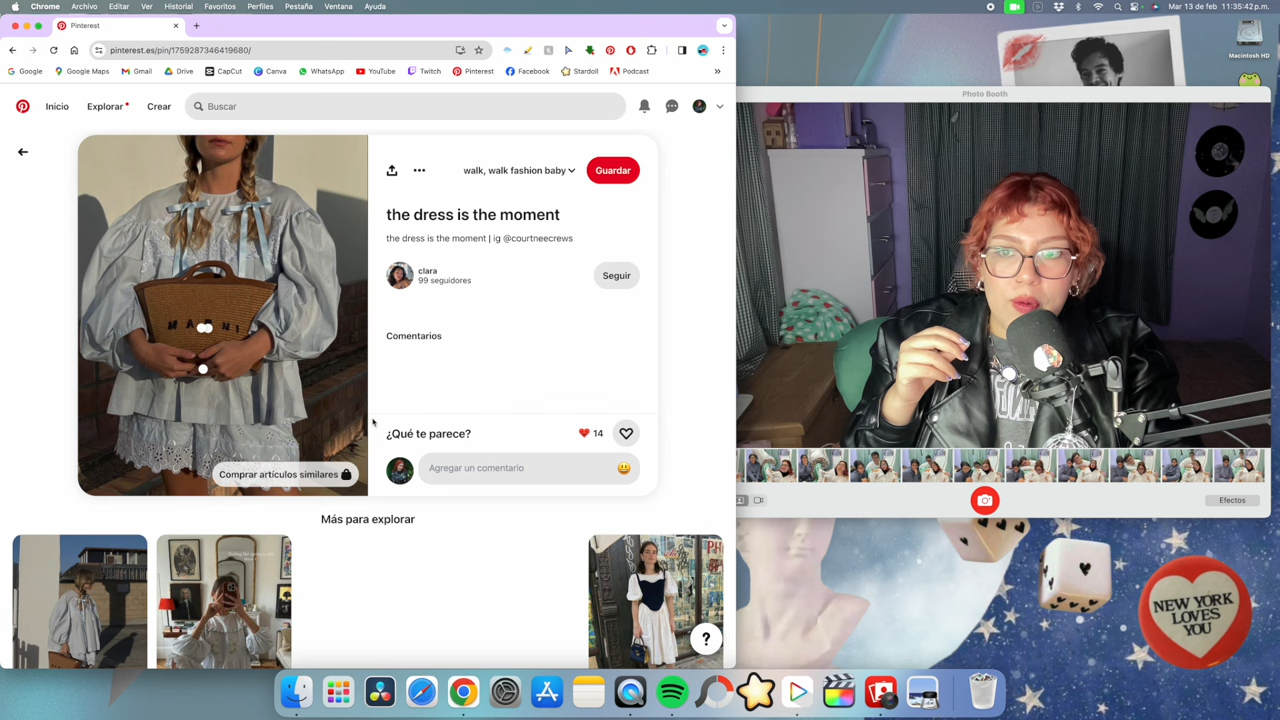 Chrome Archivo Editar Ver Historial Favoritos Perfiles Pestaña Ventana Ayuda
Mar 13 de feb 11:35:42 p.m.
Pinterest
pinterest.es/pin/1759287346419680/
Google Google Maps Gmail Drive CapCut Canva WhatsApp YouTube Twitch Pinterest Facebook Stardoll Podcast »
Macintosh HD
Photo Booth
Inicio Explorar Crear Buscar
walk, walk fashion baby Guardar
the dress is the moment
the dress is the moment | ig @courtneecrews
clara
99 seguidores
Seguir
MARNI
Comentarios
¿Qué te parece? 14
Comprar artículos similares
Agregar un comentario
Efectos
Más para explorar
?
NEW YORK
LOVES
YOU